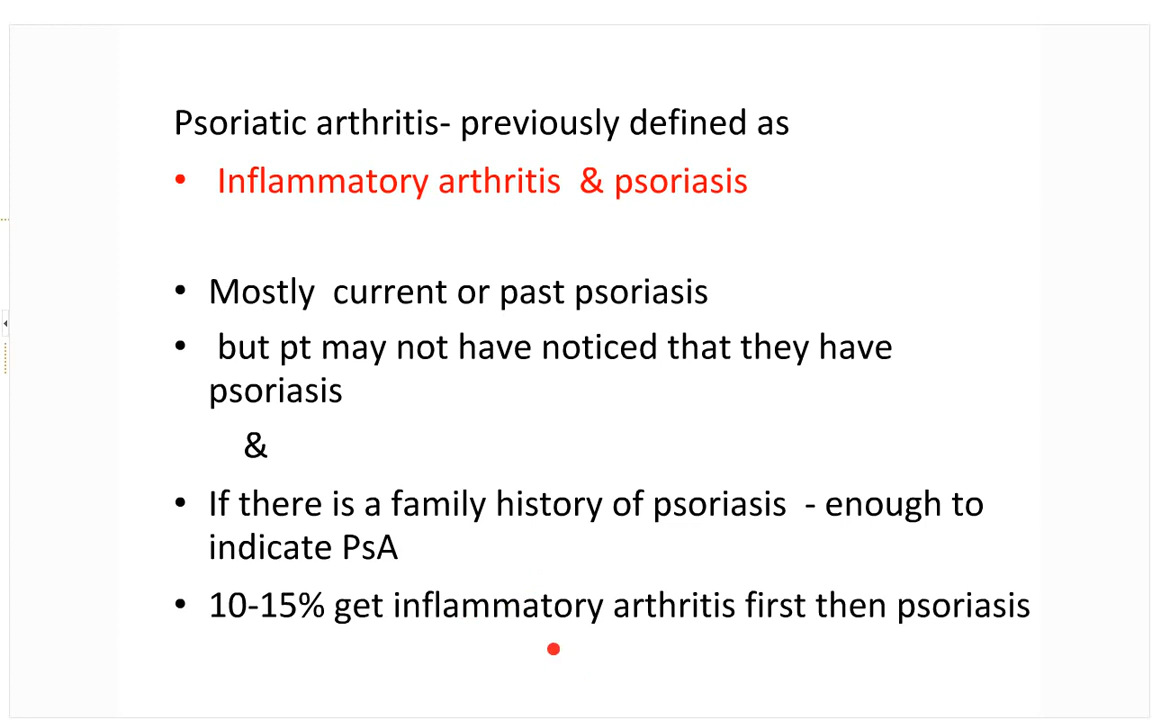 Psoriatic arthritis- previously defined as
• Inflammatory arthritis & psoriasis
• Mostly current or past psoriasis
• but pt may not have noticed that they have
psoriasis
&
• If there is a family history of psoriasis - enough to
indicate PsA
• 10-15% get inflammatory arthritis first then psoriasis